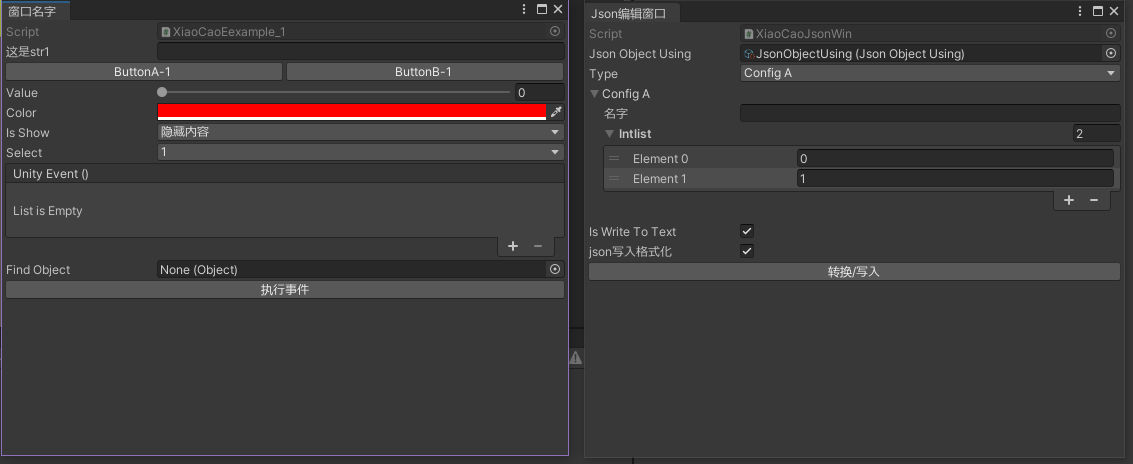 窗口名字
Script XiaoCaoEexample_1
这是str1
ButtonA-1 ButtonB-1
Value 0
Color
Is Show 隐藏内容
Select 1
Unity Event ()
List is Empty
Find Object None (Object)
执行事件
Json编辑窗口
Script XiaoCaoJsonWin
Json Object Using JsonObjectUsing (Json Object Using)
Type Config A
Config A
名字
Intlist 2
Element 0 0
Element 1 1
Is Write To Text
json写入格式化
转换/写入